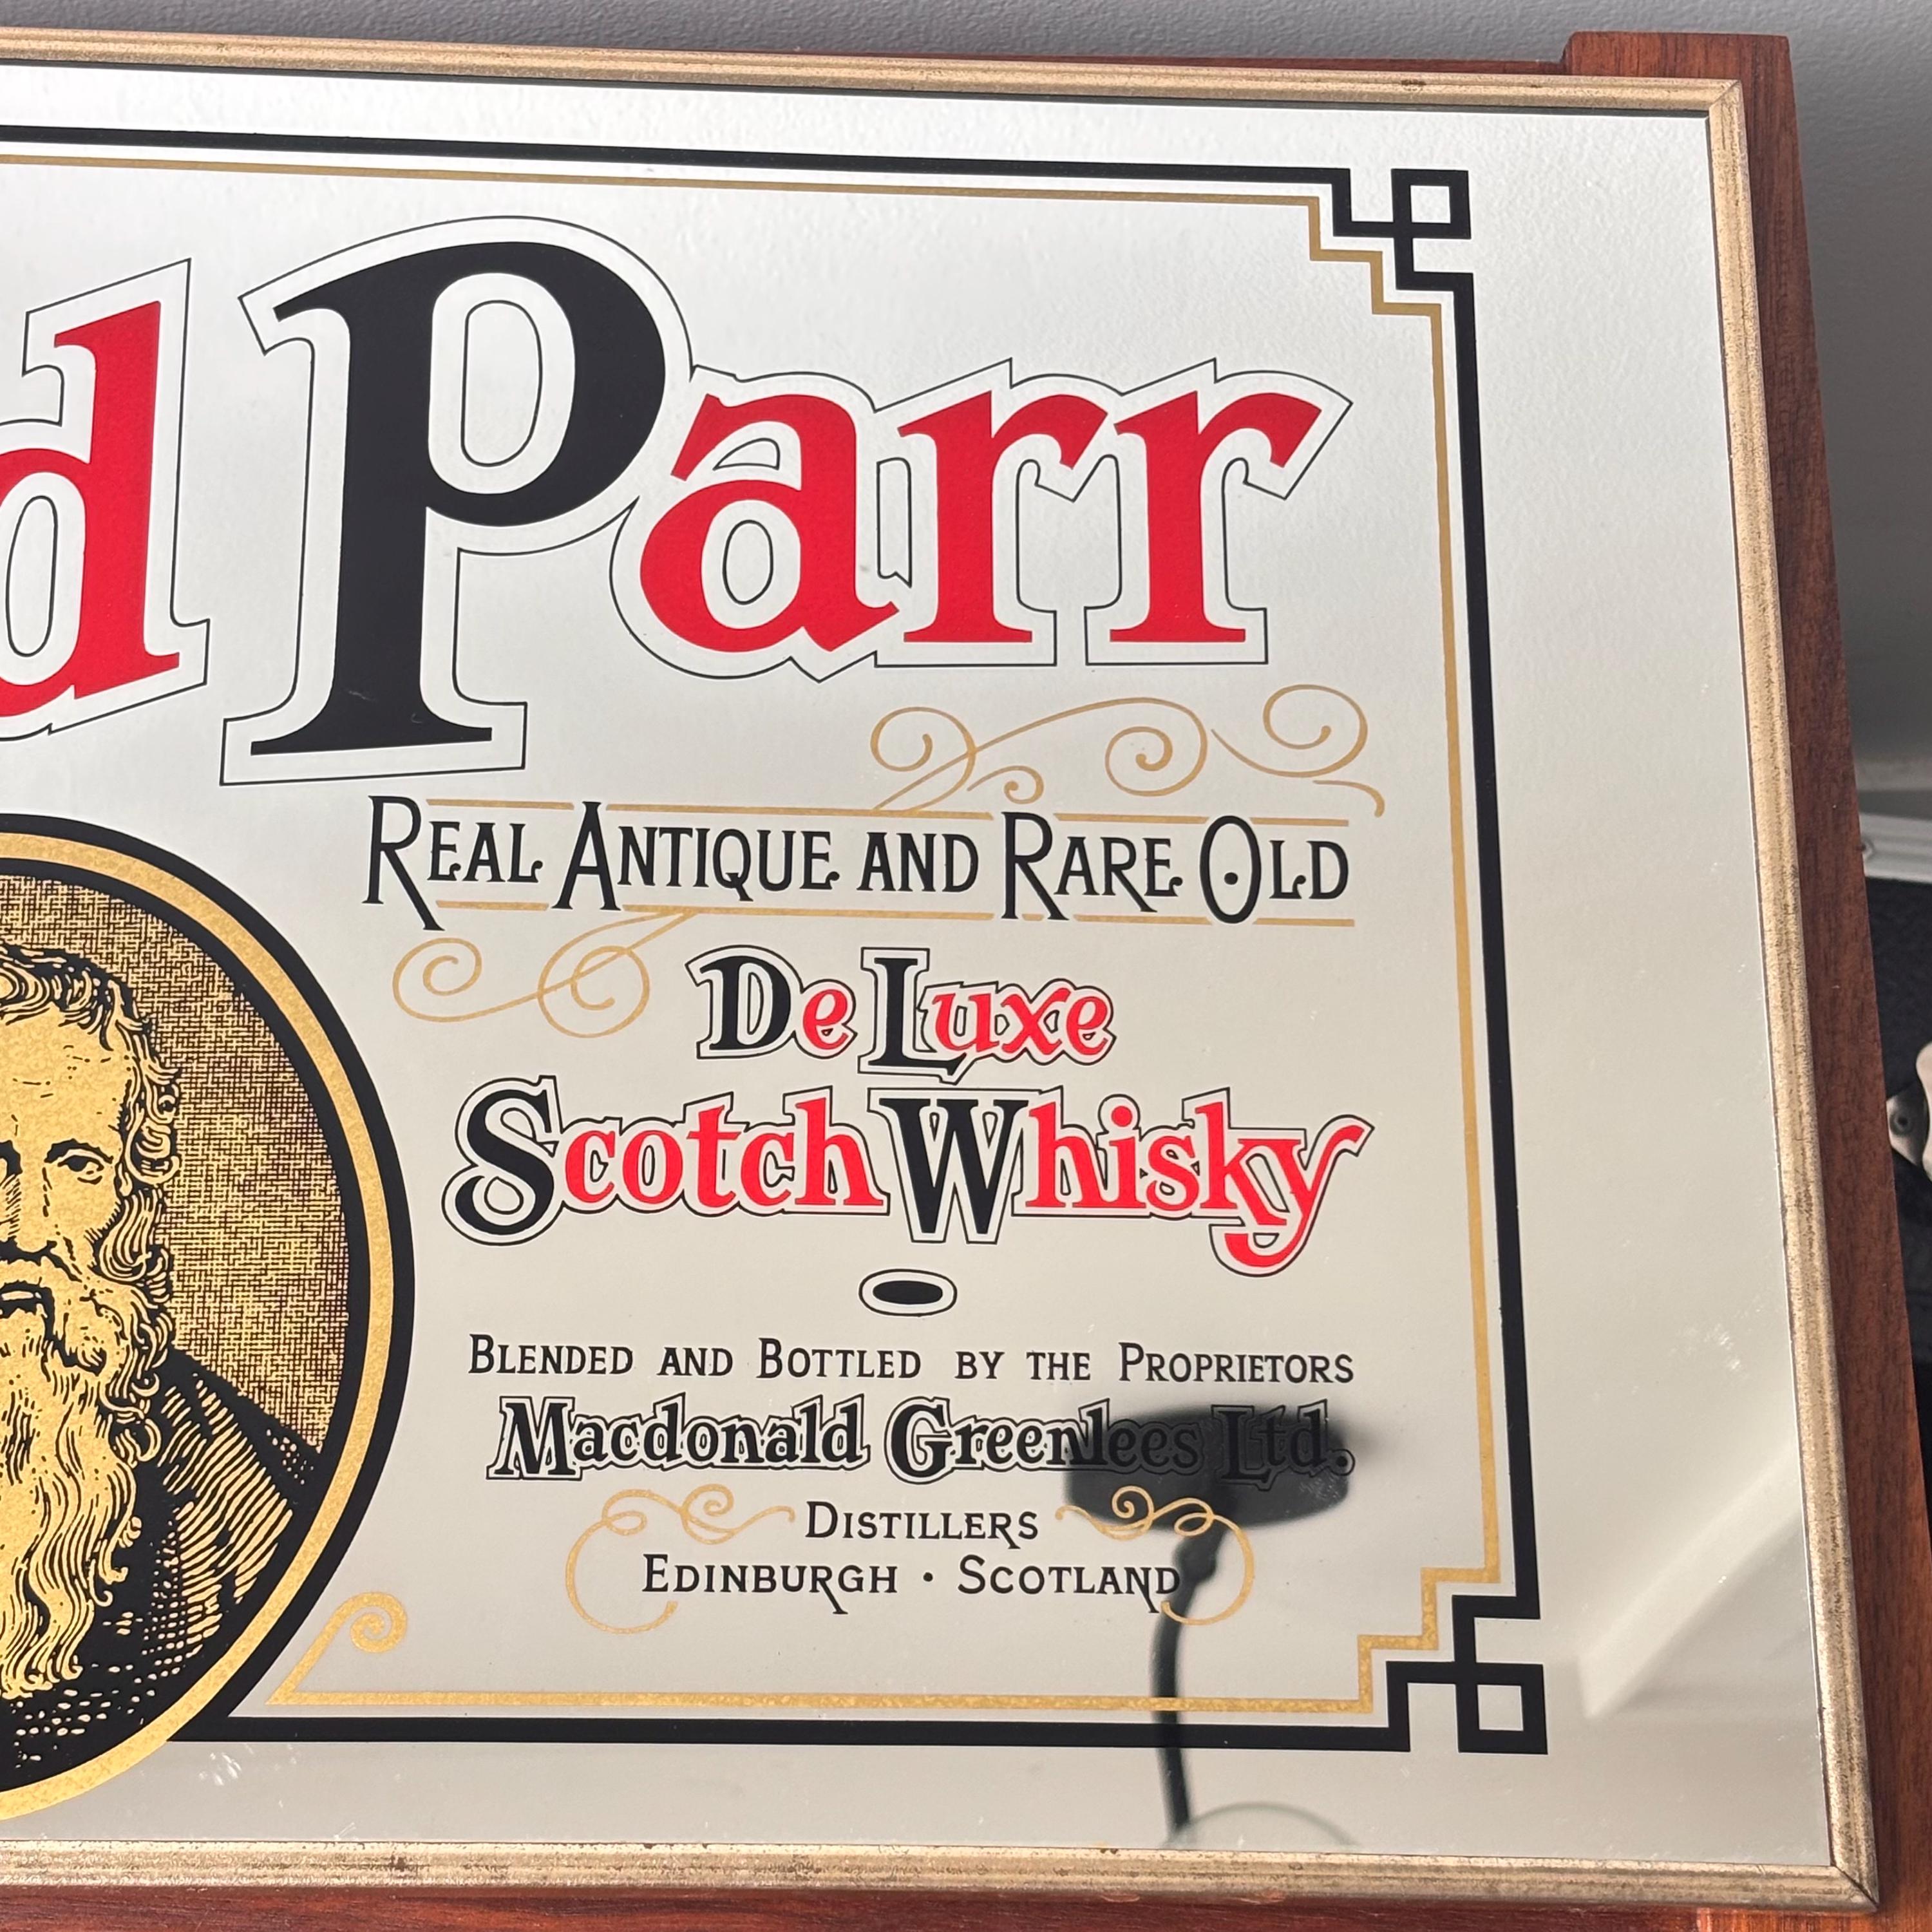 d Parr
Real Antique and Rare Old
De Luxe
Scotch Whisky
Blended and Bottled by the Proprietors
Macdonald Greenlees Ltd.
Distillers
Edinburgh · Scotland